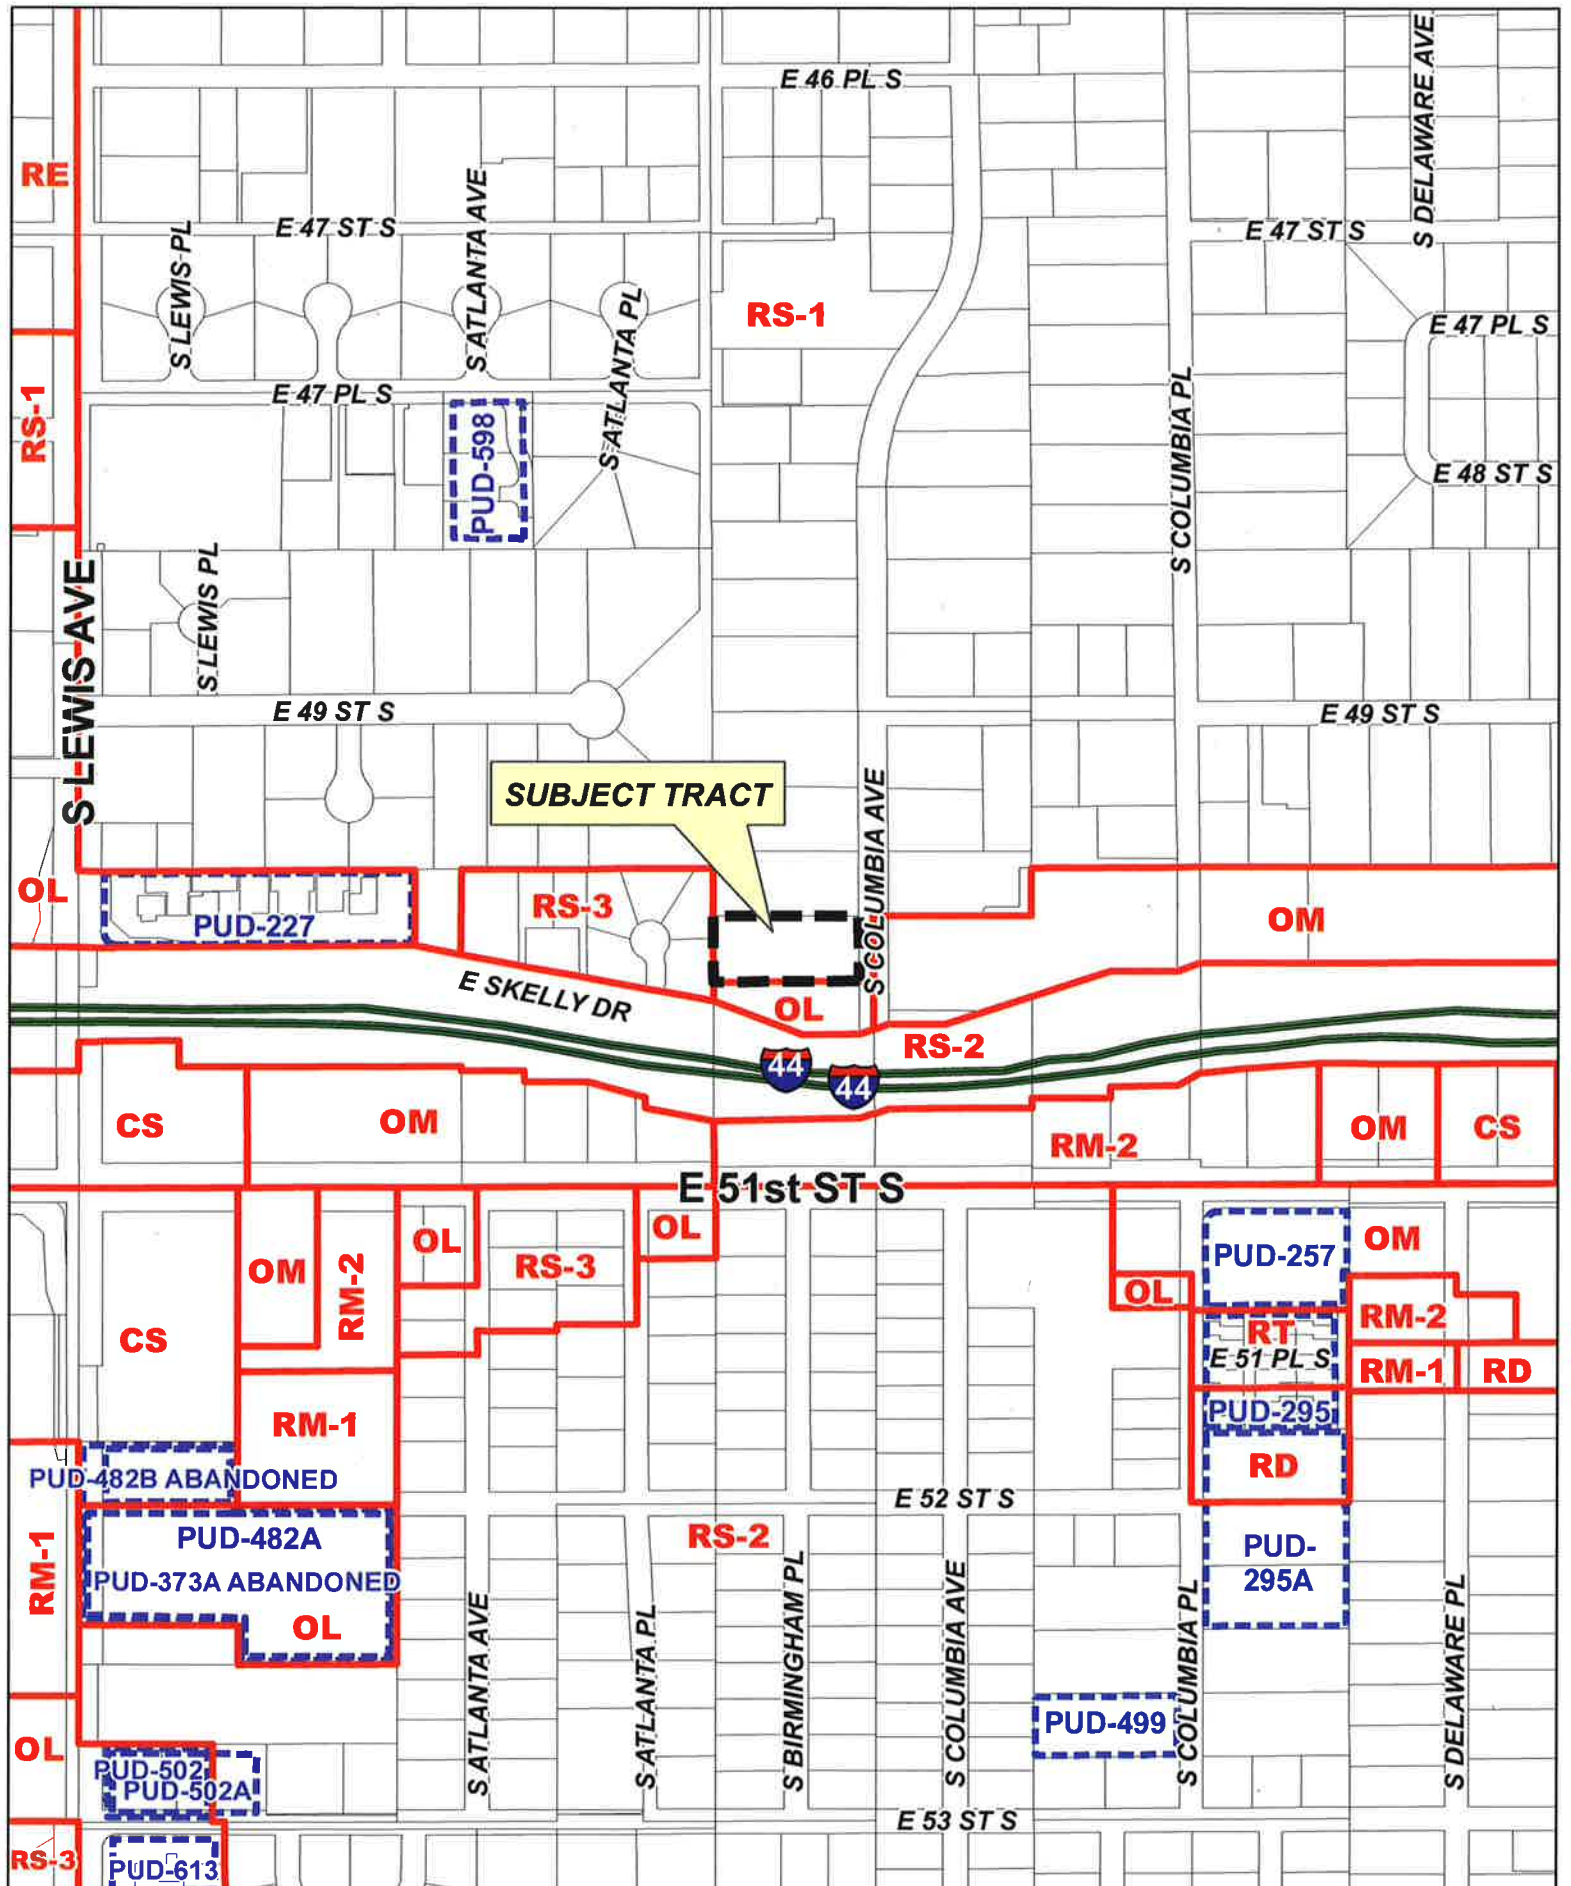 E 46 PL S
S DELAWARE AVE
RE
S ATLANTA AVE
E 47 ST S
S LEWIS PL
E 47 ST S
S ATLANTA PL
RS-1
E 47 PL S
E 47 PL S
RS-1
PUD-598
S COLUMBIA PL
E 48 ST S
S LEWIS AVE
S LEWIS PL
E 49 ST S
E 49 ST S
SUBJECT TRACT
S COLUMBIA AVE
OL
PUD-227
RS-3
OM
E SKELLY DR
OL
RS-2
44
44
CS
OM
RM-2
OM
CS
E 51st ST S
OL
OM
RM-2
OL
RS-3
PUD-257
OM
OL
CS
RM-2
RT
E 51 PL S
RM-1
RD
PUD-295
RM-1
RD
PUD-482B ABANDONED
E 52 ST S
PUD-482A
RS-2
PUD-
295A
PUD-373A ABANDONED
RM-1
OL
S ATLANTA AVE
S ATLANTA PL
S BIRMINGHAM PL
S COLUMBIA AVE
S COLUMBIA PL
S DELAWARE PL
PUD-499
OL
PUD-502
PUD-502A
E 53 ST S
RS-3
PUD-613